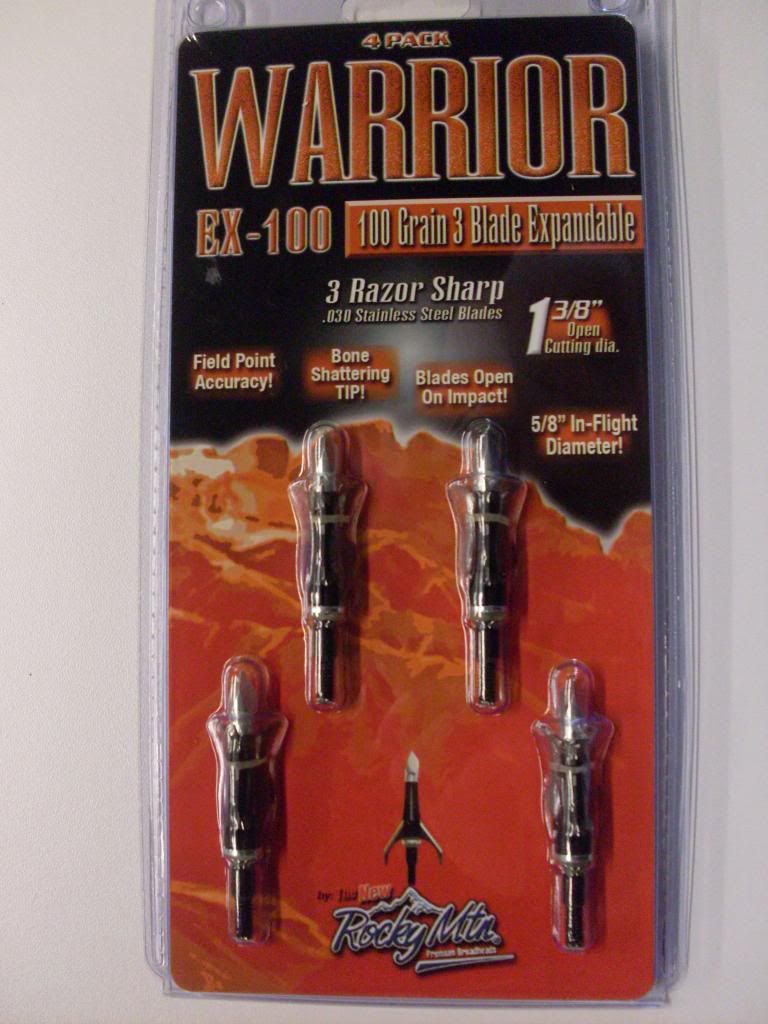 4 PACK
WARRIOR
EX-100 100 Grain 3 Blade Expandable
3 Razor Sharp
.030 Stainless Steel Blades
1 3/8" Open Cutting dia.
Field Point
Accuracy!
Bone
Shattering
TIP!
Blades Open
On Impact!
5/8" In-Flight
Diameter!
by: The New
Rocky Mtn.
Premium Broadheads